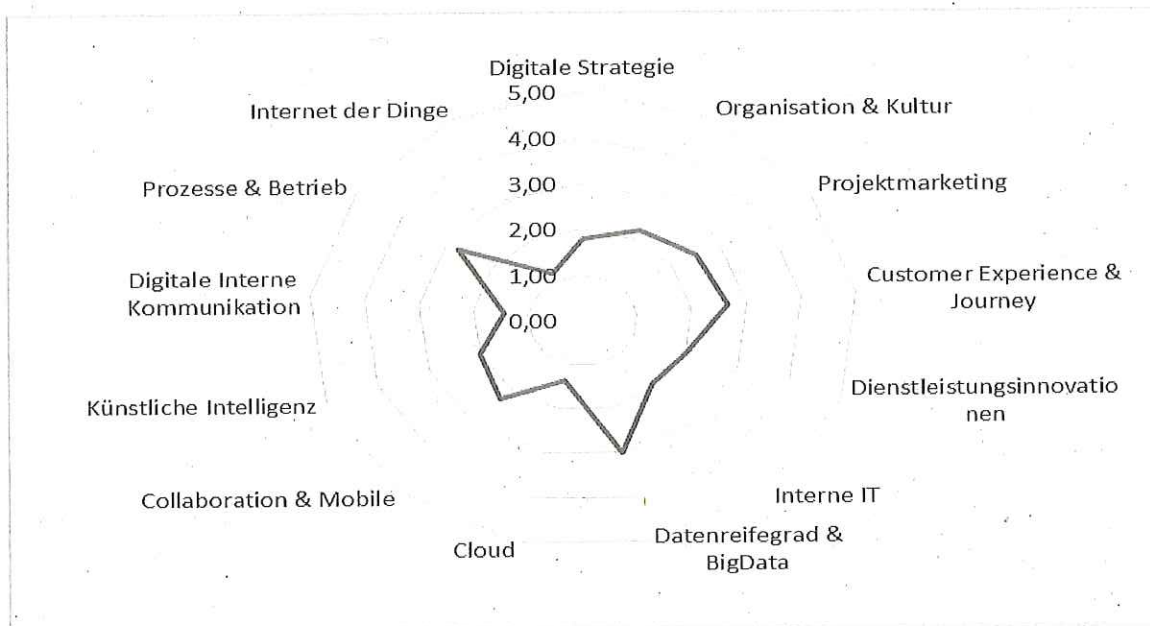 Digitale Strategie
5,00
Internet der Dinge
Organisation & Kultur
4,00
Prozesse & Betrieb
3,00
Projektmarketing
2,00
Digitale Interne
Kommunikation
1,00
Customer Experience &
Journey
0,00
Künstliche Intelligenz
Dienstleistungsinnovatio
nen
Collaboration & Mobile
Interne IT
Cloud
Datenreifegrad &
BigData